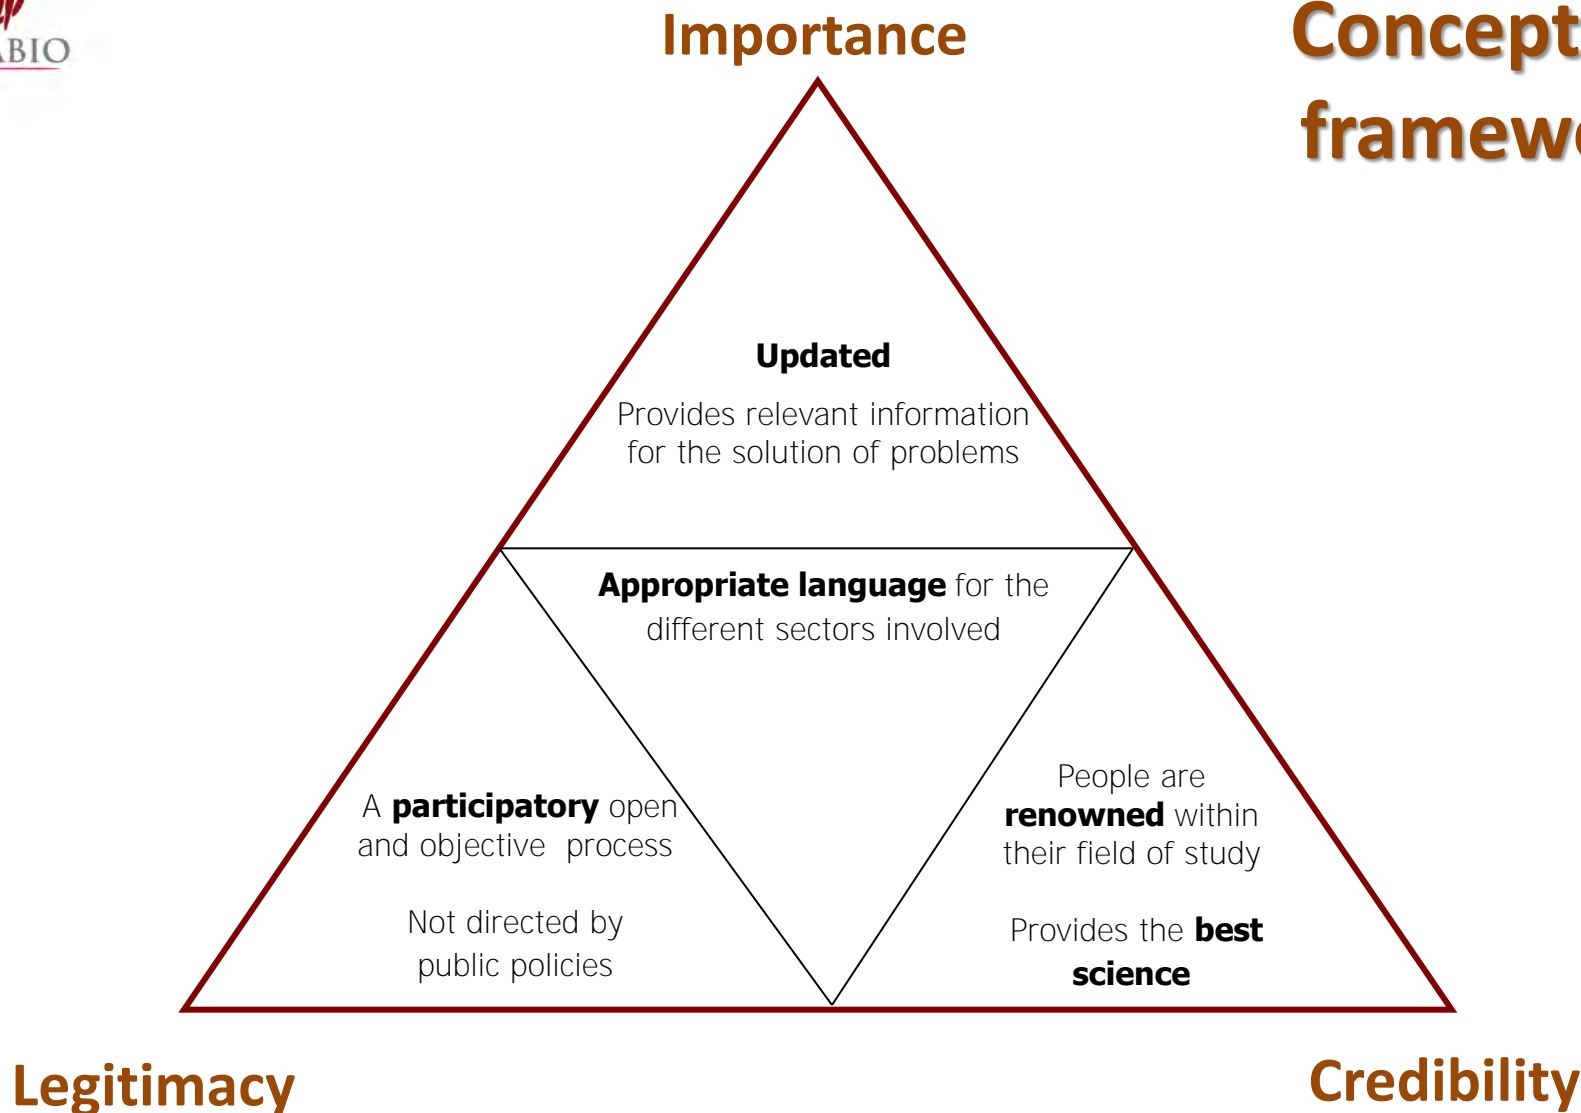 ABIO
Importance
Concept
framew
Updated
Provides relevant information
for the solution of problems
Appropriate language for the
different sectors involved
A participatory open
and objective process
Not directed by
public policies
People are
renowned within
their field of study
Provides the best
science
Legitimacy
Credibility